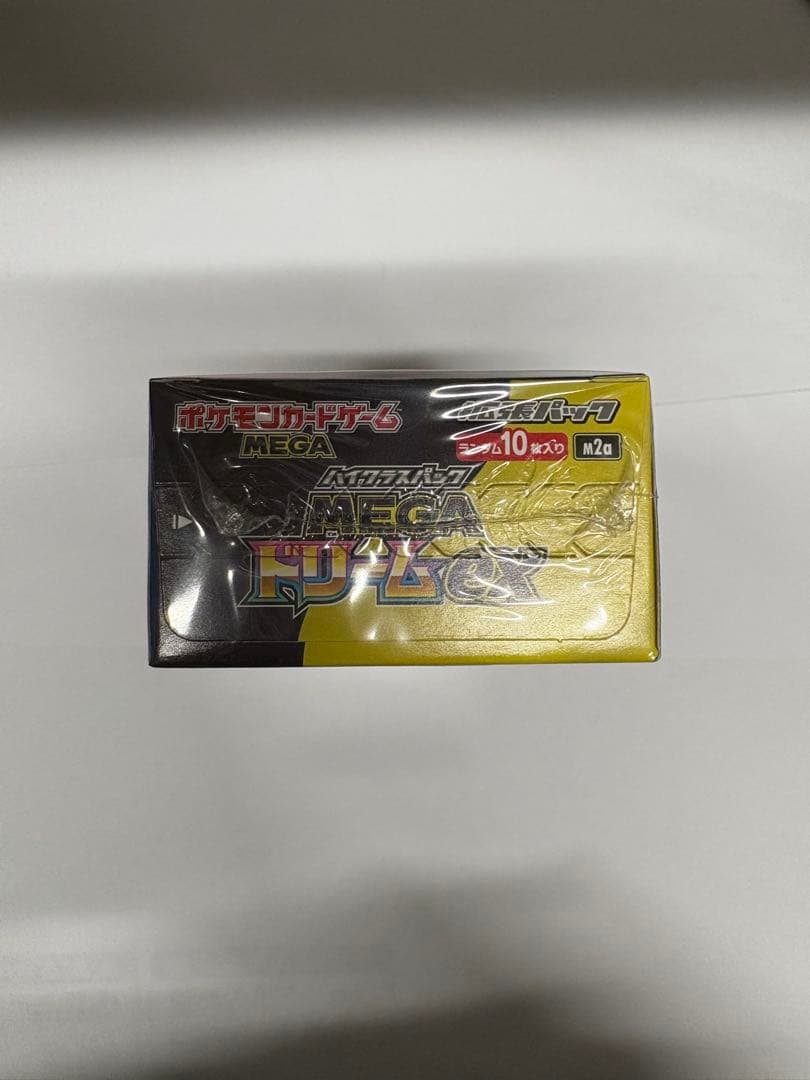 ポケモンカードゲーム
MEGA
拡張パック
ランダム10枚入り
M2a
ハイクラスパック
MEGA
ドリームex